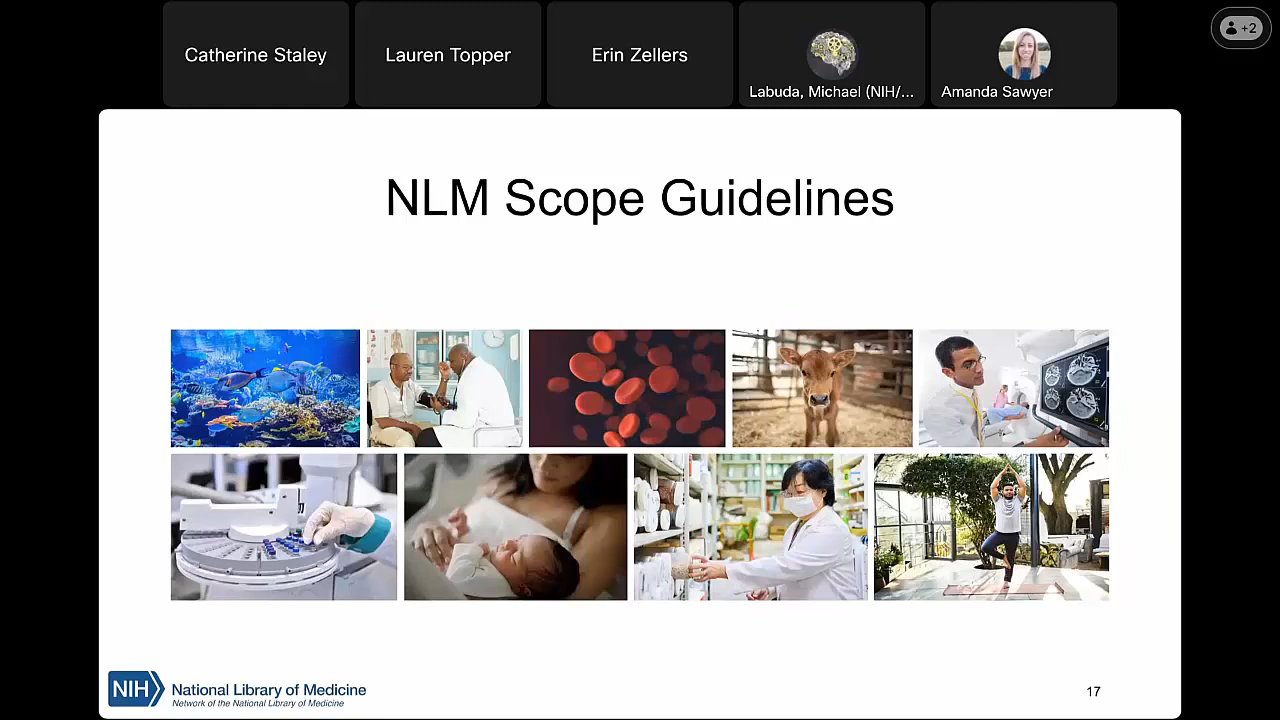 Catherine Staley
Lauren Topper
Erin Zellers
Labuda, Michael (NIH/...
Amanda Sawyer
+2
NLM Scope Guidelines
NIH
National Library of Medicine
Network of the National Library of Medicine
17